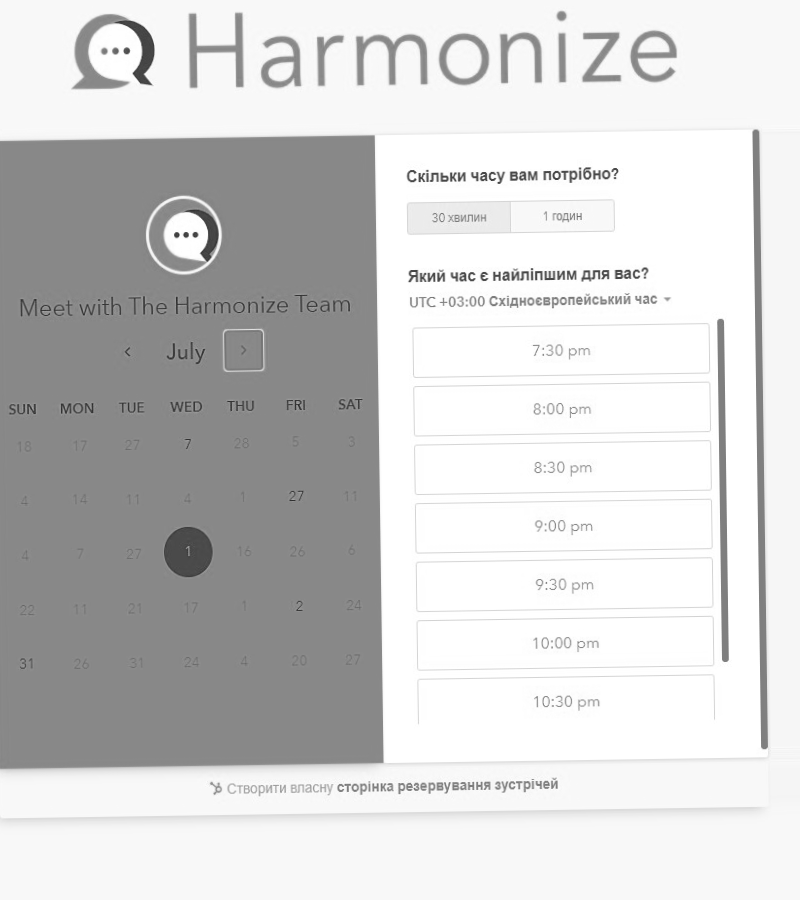 Harmonize
Meet with The Harmonize Team
July
SUN MON TUE WED THU FRI SAT
18 17 27 7 28 5 3
4 14 11 4 1 27 11
4 7 27 1 16 26 6
22 11 21 17 1 2 24
31 26 31 24 4 20 27
Скільки часу вам потрібно?
30 хвилин 1 годин
Який час є найліпшим для вас?
UTC +03:00 Східноєвропейський час
7:30 pm
8:00 pm
8:30 pm
9:00 pm
9:30 pm
10:00 pm
10:30 pm
Створити власну сторінка резервування зустрічей